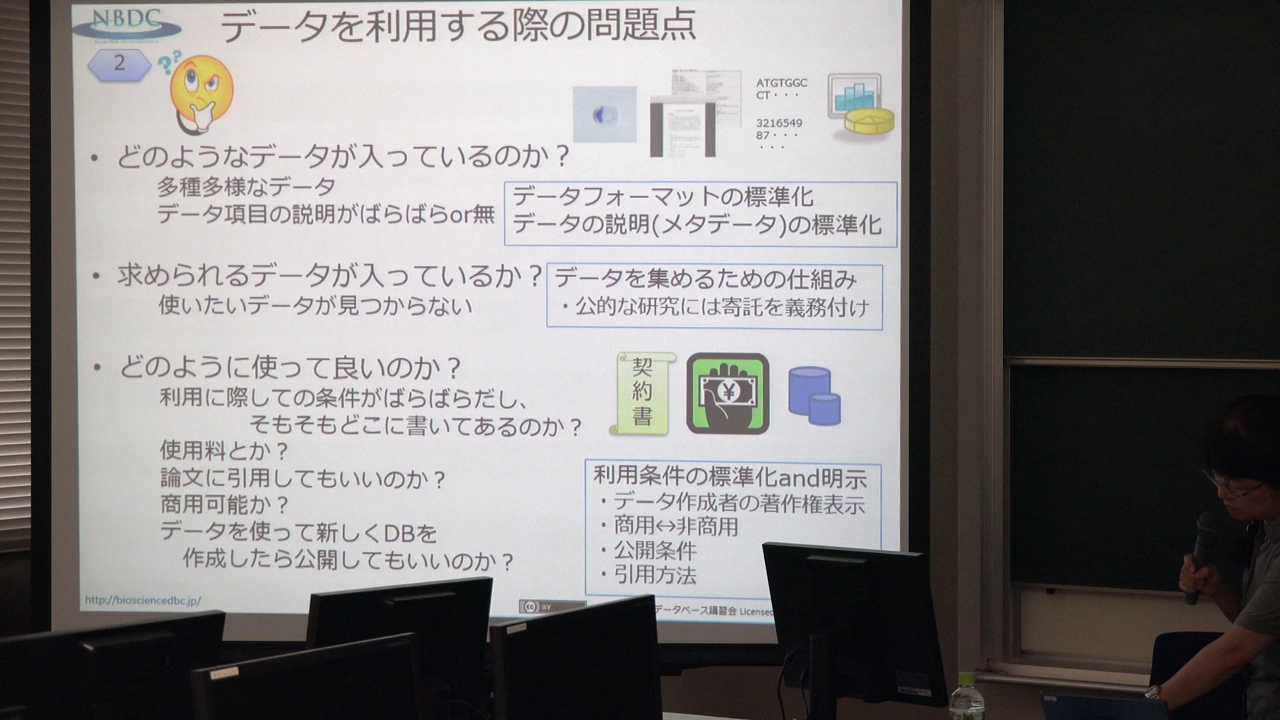 NBDC
データを利用する際の問題点
2
??
ATGTGGC
CT・・・
3216549
87・・・
・・・
• どのようなデータが入っているのか？
多種多様なデータ
データ項目の説明がばらばらor無
データフォーマットの標準化
データの説明(メタデータ)の標準化
• 求められるデータが入っているか？
使いたいデータが見つからない
データを集めるための仕組み
・公的な研究には寄託を義務付け
• どのように使って良いのか？
利用に際しての条件がばらばらだし、
そもそもどこに書いてあるのか？
使用料とか？
論文に引用してもいいのか？
商用可能か？
データを使って新しくDBを
作成したら公開してもいいのか？
契約書
¥
利用条件の標準化and明示
・データ作成者の著作権表示
・商用↔非商用
・公開条件
・引用方法
http://biosciencedbc.jp/
cc BY
データベース講習会 Licensed